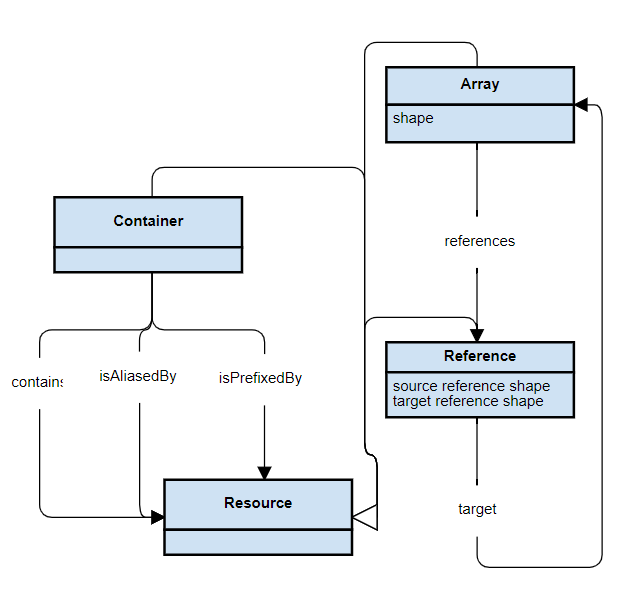 Array
shape
Container
references
Reference
source reference shape
target reference shape
contains
isAliasedBy
isPrefixedBy
Resource
target